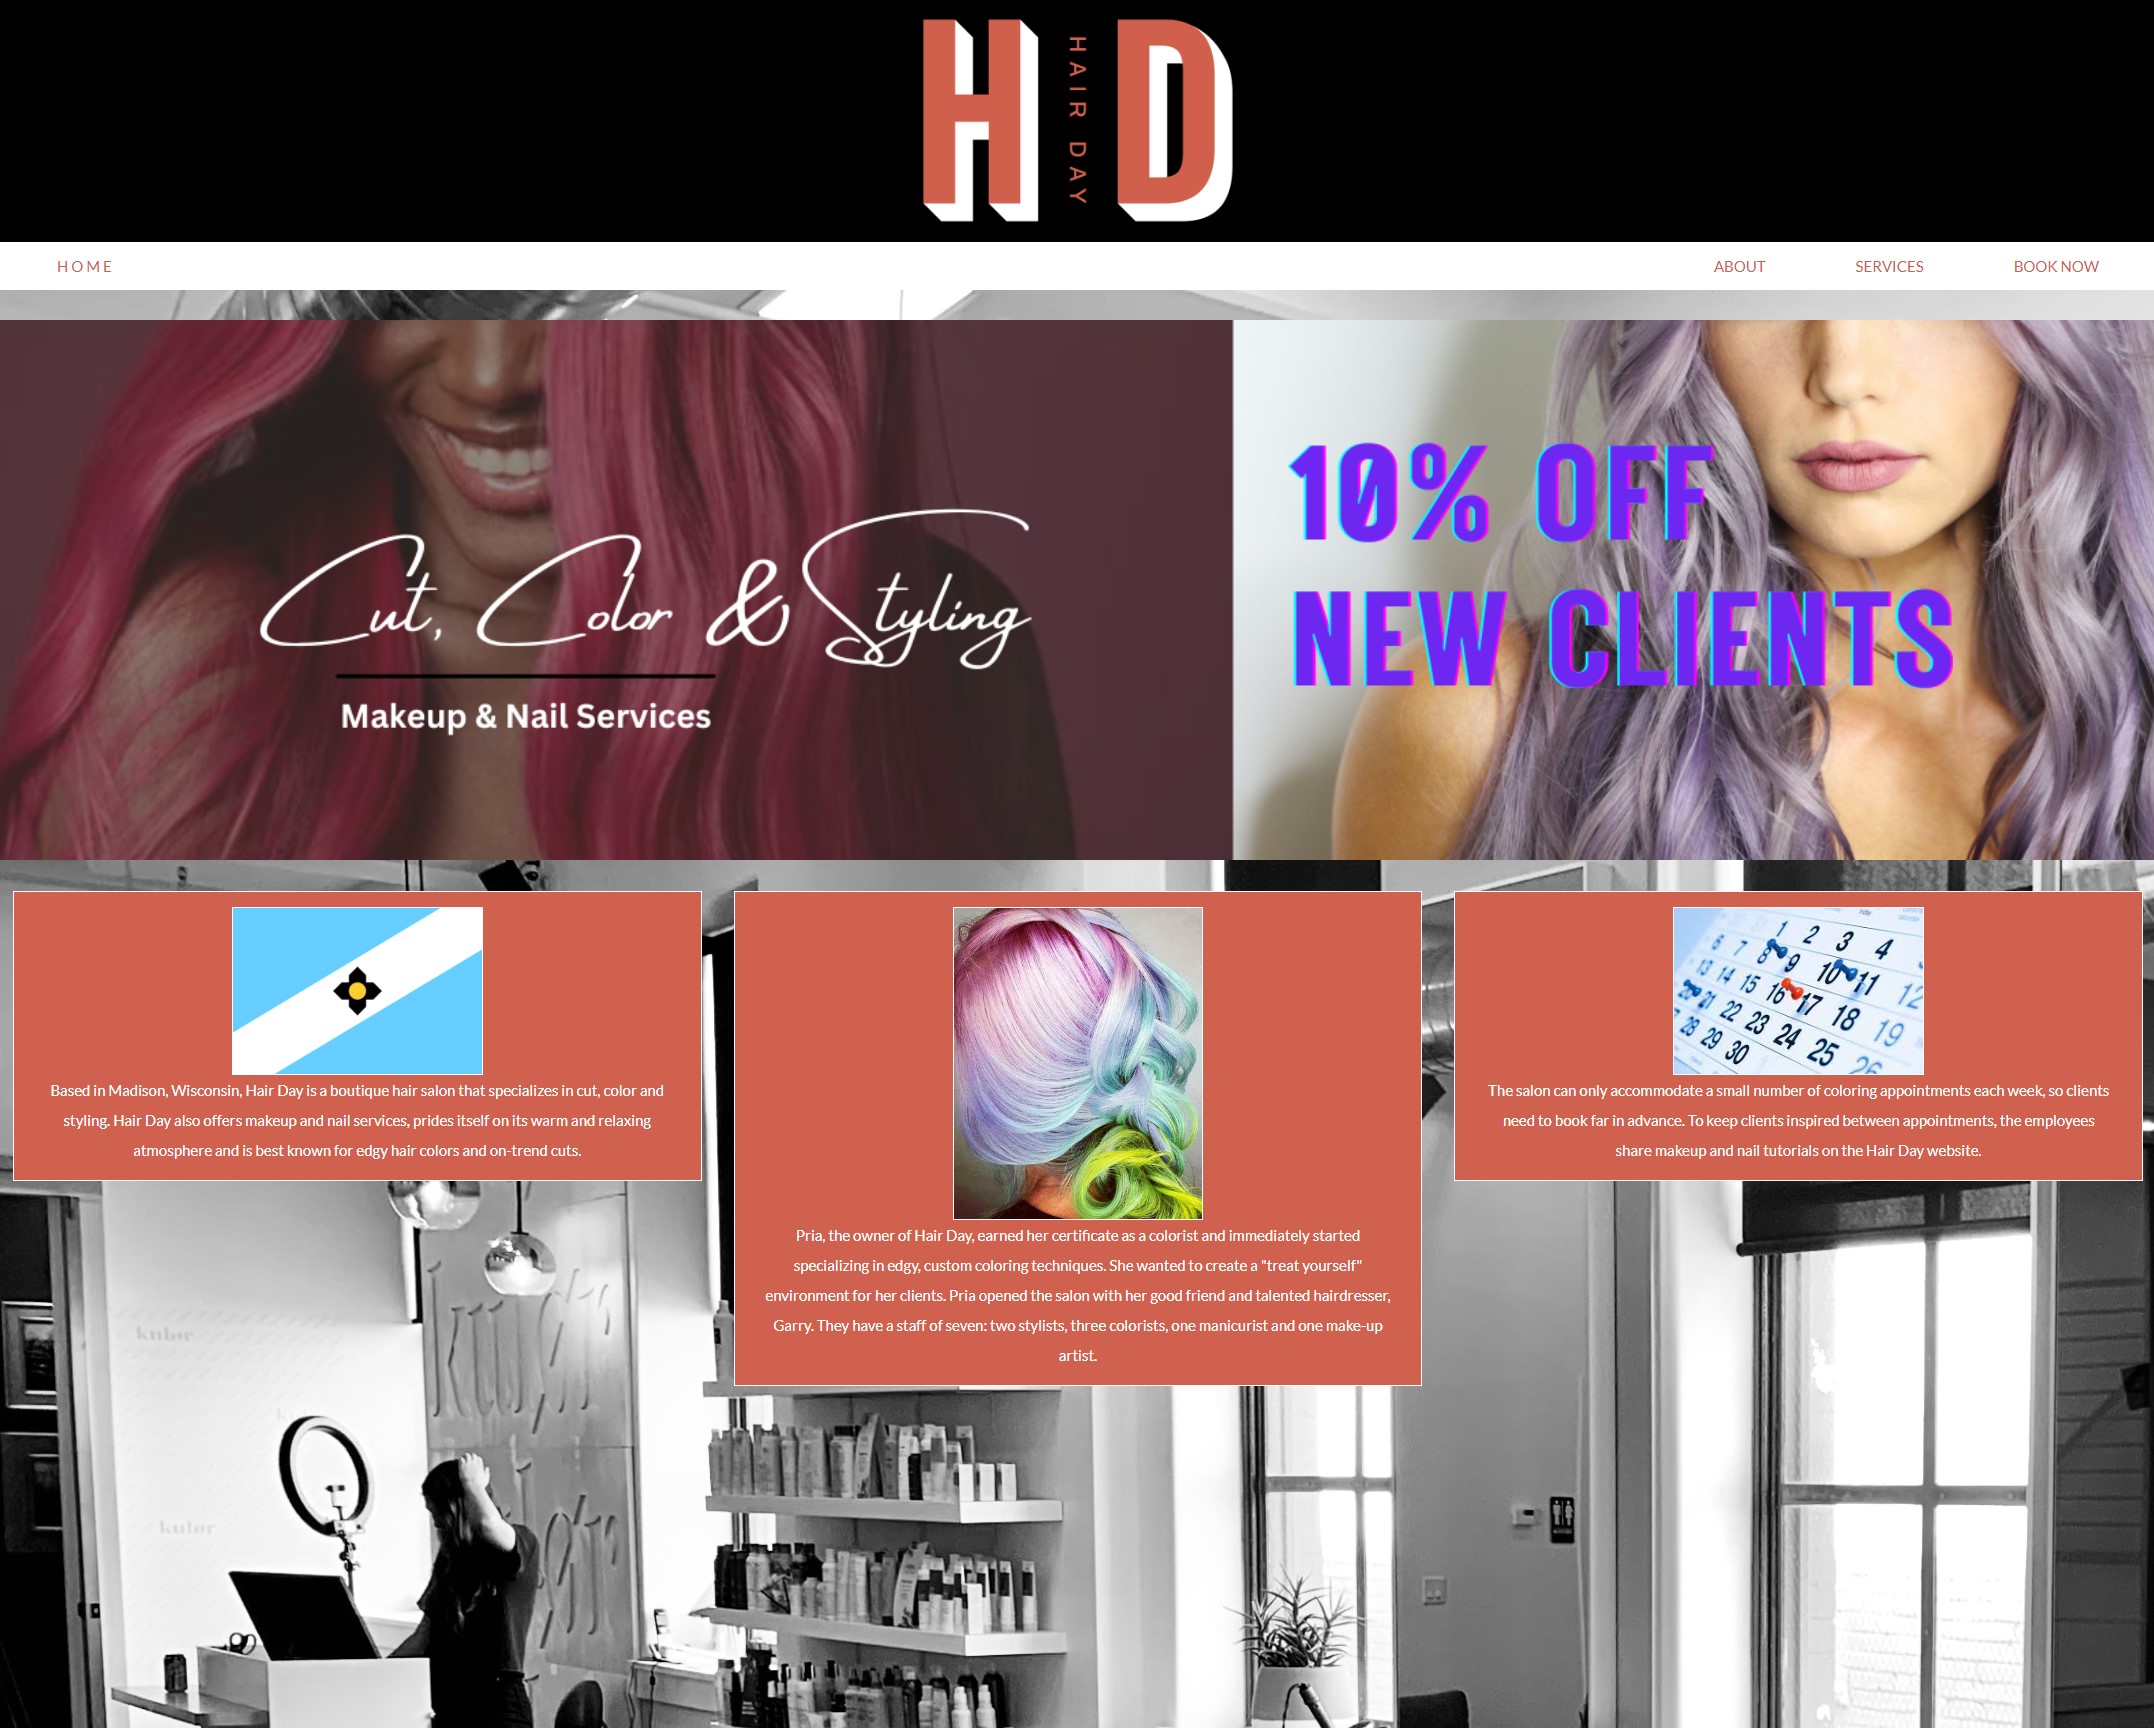 HD
HAIR DAY
HOME
ABOUT
SERVICES
BOOK NOW
Cut, Color & Styling
Makeup & Nail Services
10% OFF
NEW CLIENTS
Based in Madison, Wisconsin, Hair Day is a boutique hair salon that specializes in cut, color and
styling. Hair Day also offers makeup and nail services, prides itself on its warm and relaxing
atmosphere and is best known for edgy hair colors and on-trend cuts.
Pria, the owner of Hair Day, earned her certificate as a colorist and immediately started
specializing in edgy, custom coloring techniques. She wanted to create a "treat yourself"
environment for her clients. Pria opened the salon with her good friend and talented hairdresser,
Garry. They have a staff of seven: two stylists, three colorists, one manicurist and one make-up
artist.
1 2 3 4
6 7 8 9 10 11 12
13 14 15 16 17 18 19
20 21 22 23 24 25 26
28 29 30
The salon can only accommodate a small number of coloring appointments each week, so clients
need to book far in advance. To keep clients inspired between appointments, the employees
share makeup and nail tutorials on the Hair Day website.
kulør
kulør